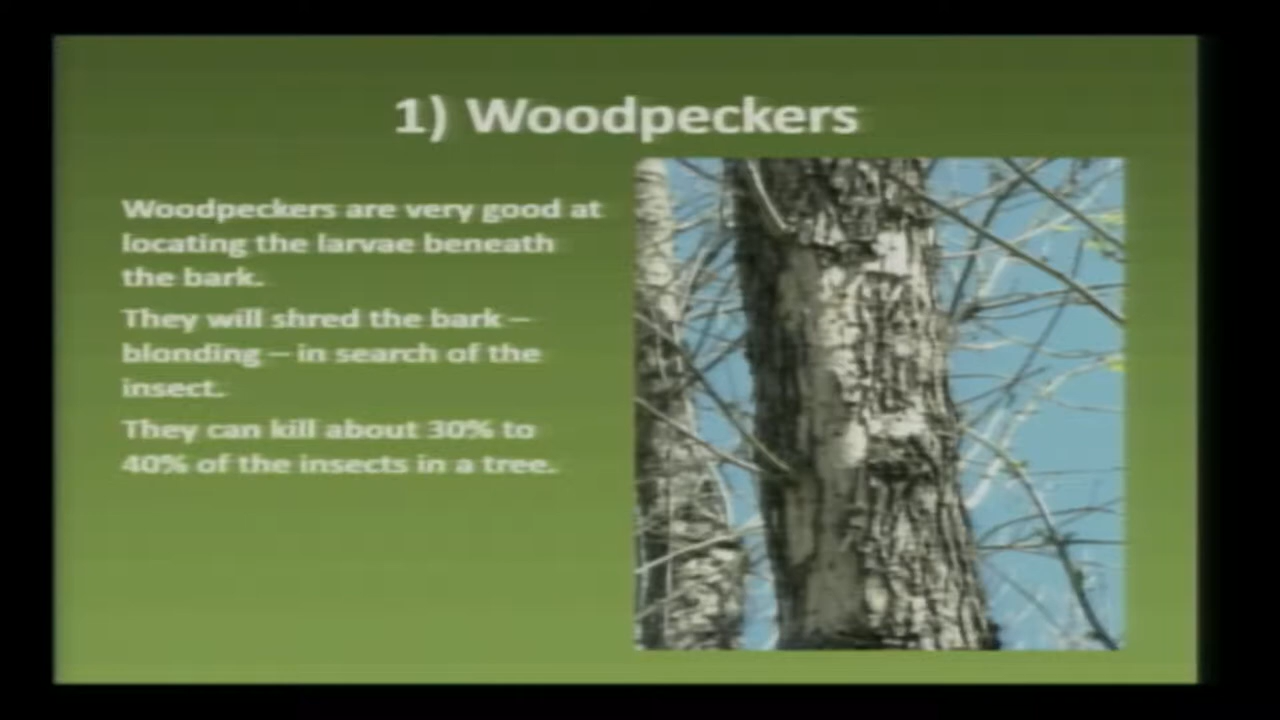 1) Woodpeckers
Woodpeckers are very good at
locating the larvae beneath
the bark.
They will shred the bark –
blonding – in search of the
insect.
They can kill about 30% to
40% of the insects in a tree.